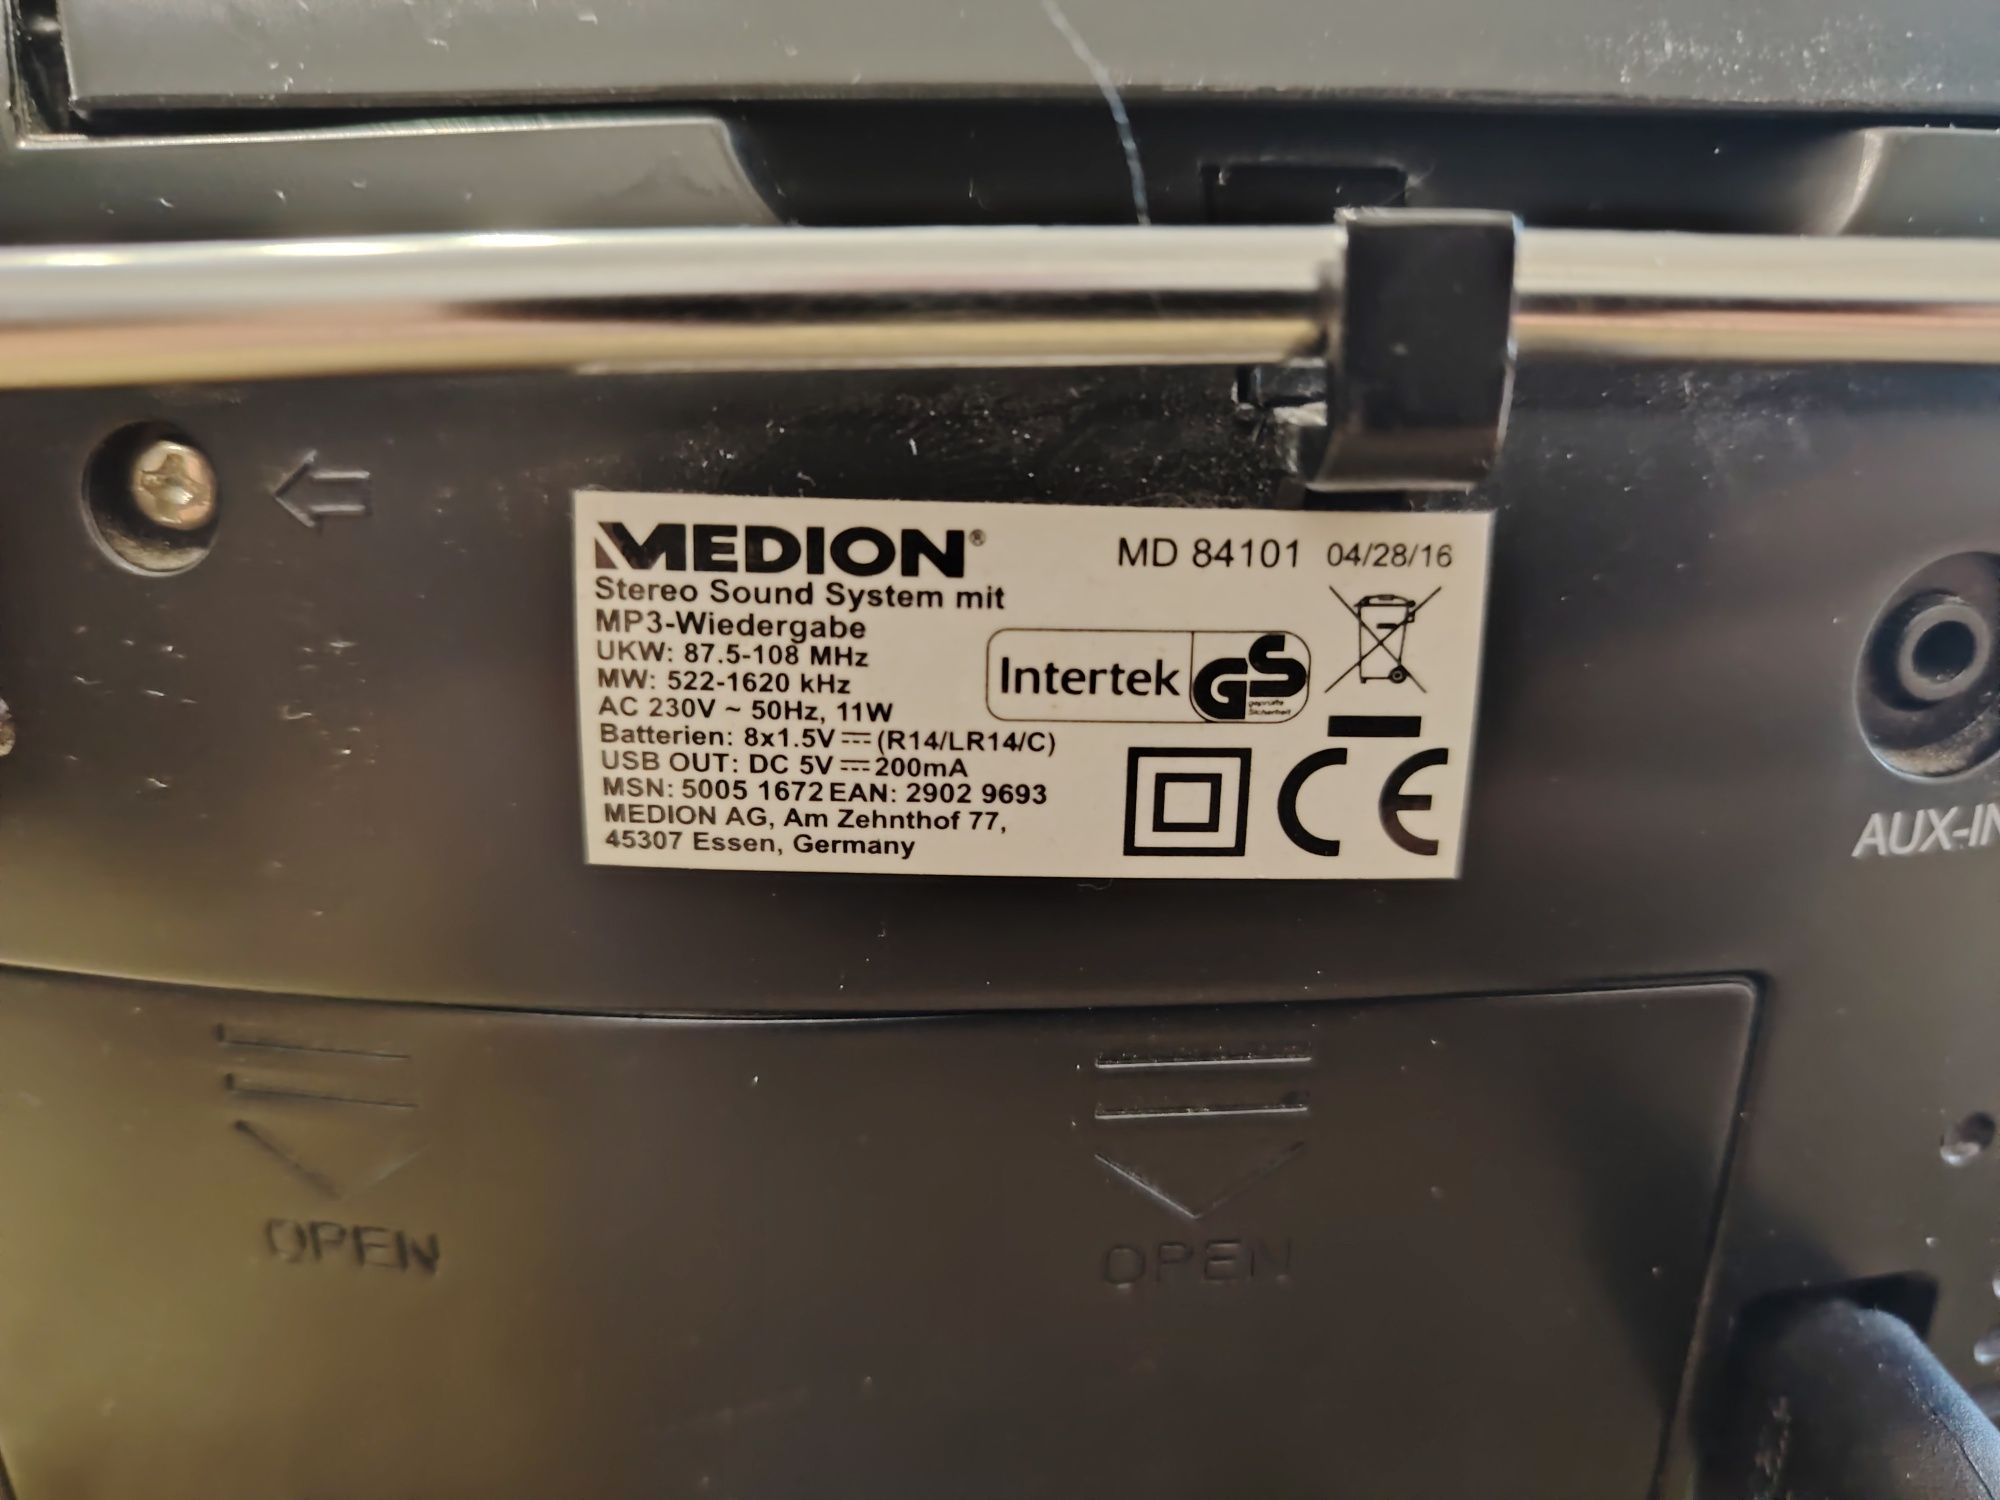 MEDION®
MD 84101 04/28/16
Stereo Sound System mit
MP3-Wiedergabe
UKW: 87.5-108 MHz
MW: 522-1620 kHz
AC 230V ~ 50Hz, 11W
Batterien: 8x1.5V ⎓ (R14/LR14/C)
USB OUT: DC 5V ⎓ 200mA
MSN: 5005 1672 EAN: 2902 9693
MEDION AG, Am Zehnthof 77,
45307 Essen, Germany
Intertek
GS
geprüfte
Sicherheit
CE
AUX-IN
OPEN
OPEN